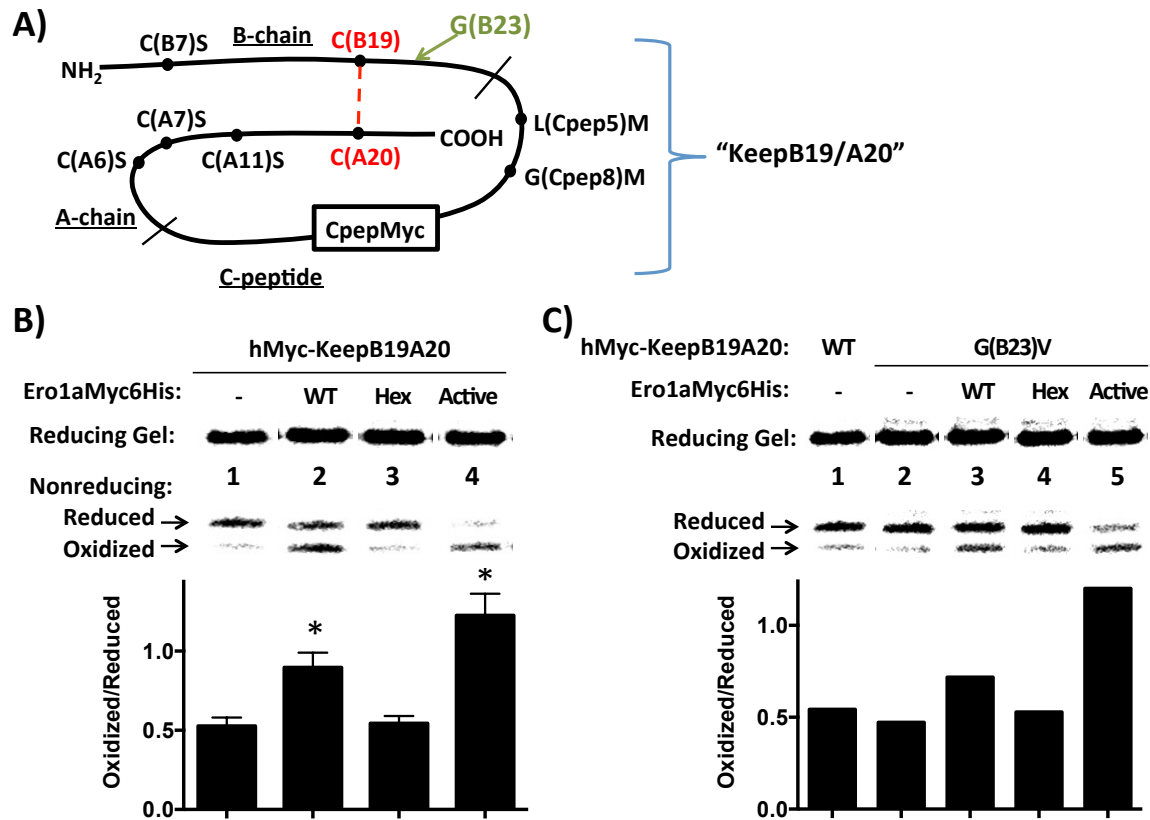 A)
B-chain
G(B23)
C(B7)S
C(B19)
NH2
C(A7)S
COOH
L(Cpep5)M
C(A6)S
C(A11)S
C(A20)
G(Cpep8)M
"KeepB19/A20"
A-chain
CpepMyc
C-peptide
B)
hMyc-KeepB19A20
Ero1aMyc6His: - WT Hex Active
Reducing Gel:
Nonreducing: 1 2 3 4
Reduced
Oxidized
Oxidized/Reduced
1.0
0.5
0.0
* *
C)
hMyc-KeepB19A20: WT G(B23)V
Ero1aMyc6His: - - WT Hex Active
Reducing Gel:
1 2 3 4 5
Reduced
Oxidized
Oxidized/Reduced
1.0
0.5
0.0